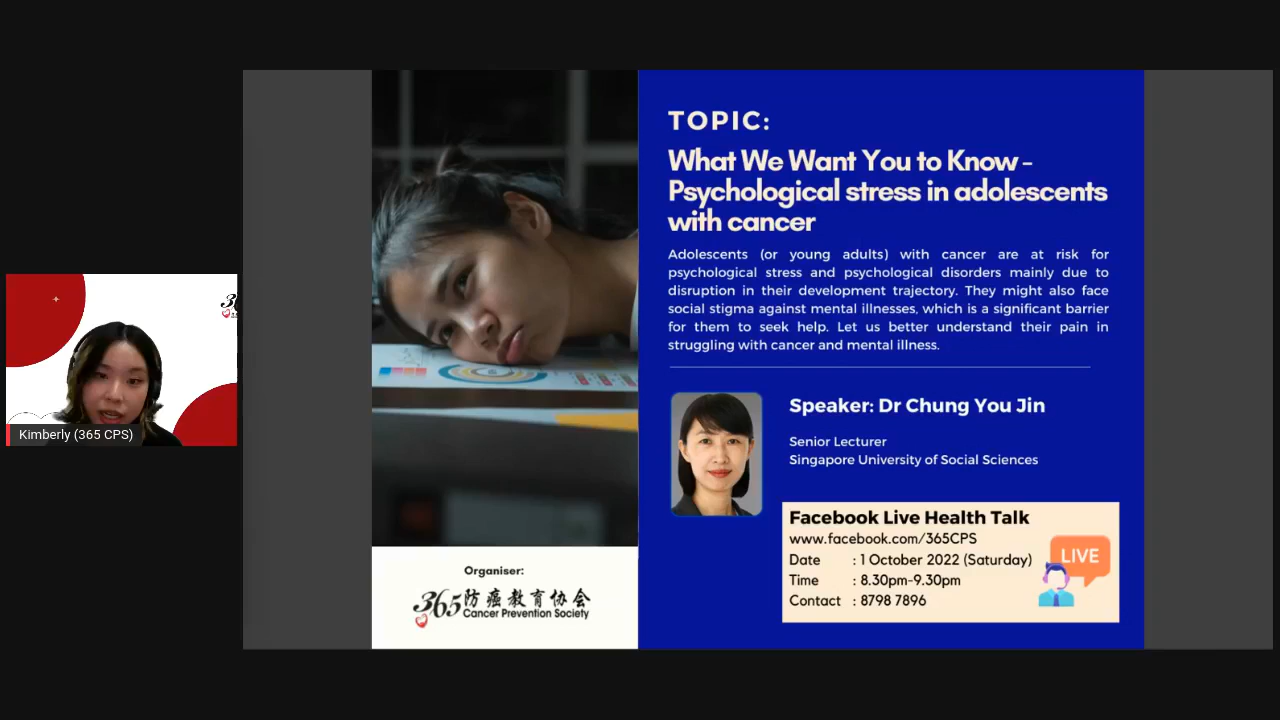 TOPIC:
What We Want You to Know -
Psychological stress in adolescents
with cancer
Adolescents (or young adults) with cancer are at risk for
psychological stress and psychological disorders mainly due to
disruption in their development trajectory. They might also face
social stigma against mental illnesses, which is a significant barrier
for them to seek help. Let us better understand their pain in
struggling with cancer and mental illness.
Speaker: Dr Chung You Jin
Senior Lecturer
Singapore University of Social Sciences
Facebook Live Health Talk
www.facebook.com/365CPS
Date : 1 October 2022 (Saturday)
Time : 8.30pm-9.30pm
Contact : 8798 7896
LIVE
Organiser:
365防癌教育协会
Cancer Prevention Society
Kimberly (365 CPS)